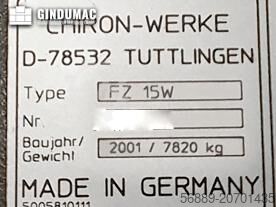 GINDUMAC
CHIRON-WERKE
D-78532 TUTTLINGEN
Type FZ 15W
Nr.
Baujahr/
Gewicht 2001 / 7820 kg
MADE IN GERMANY
5005810111
56889-20701435